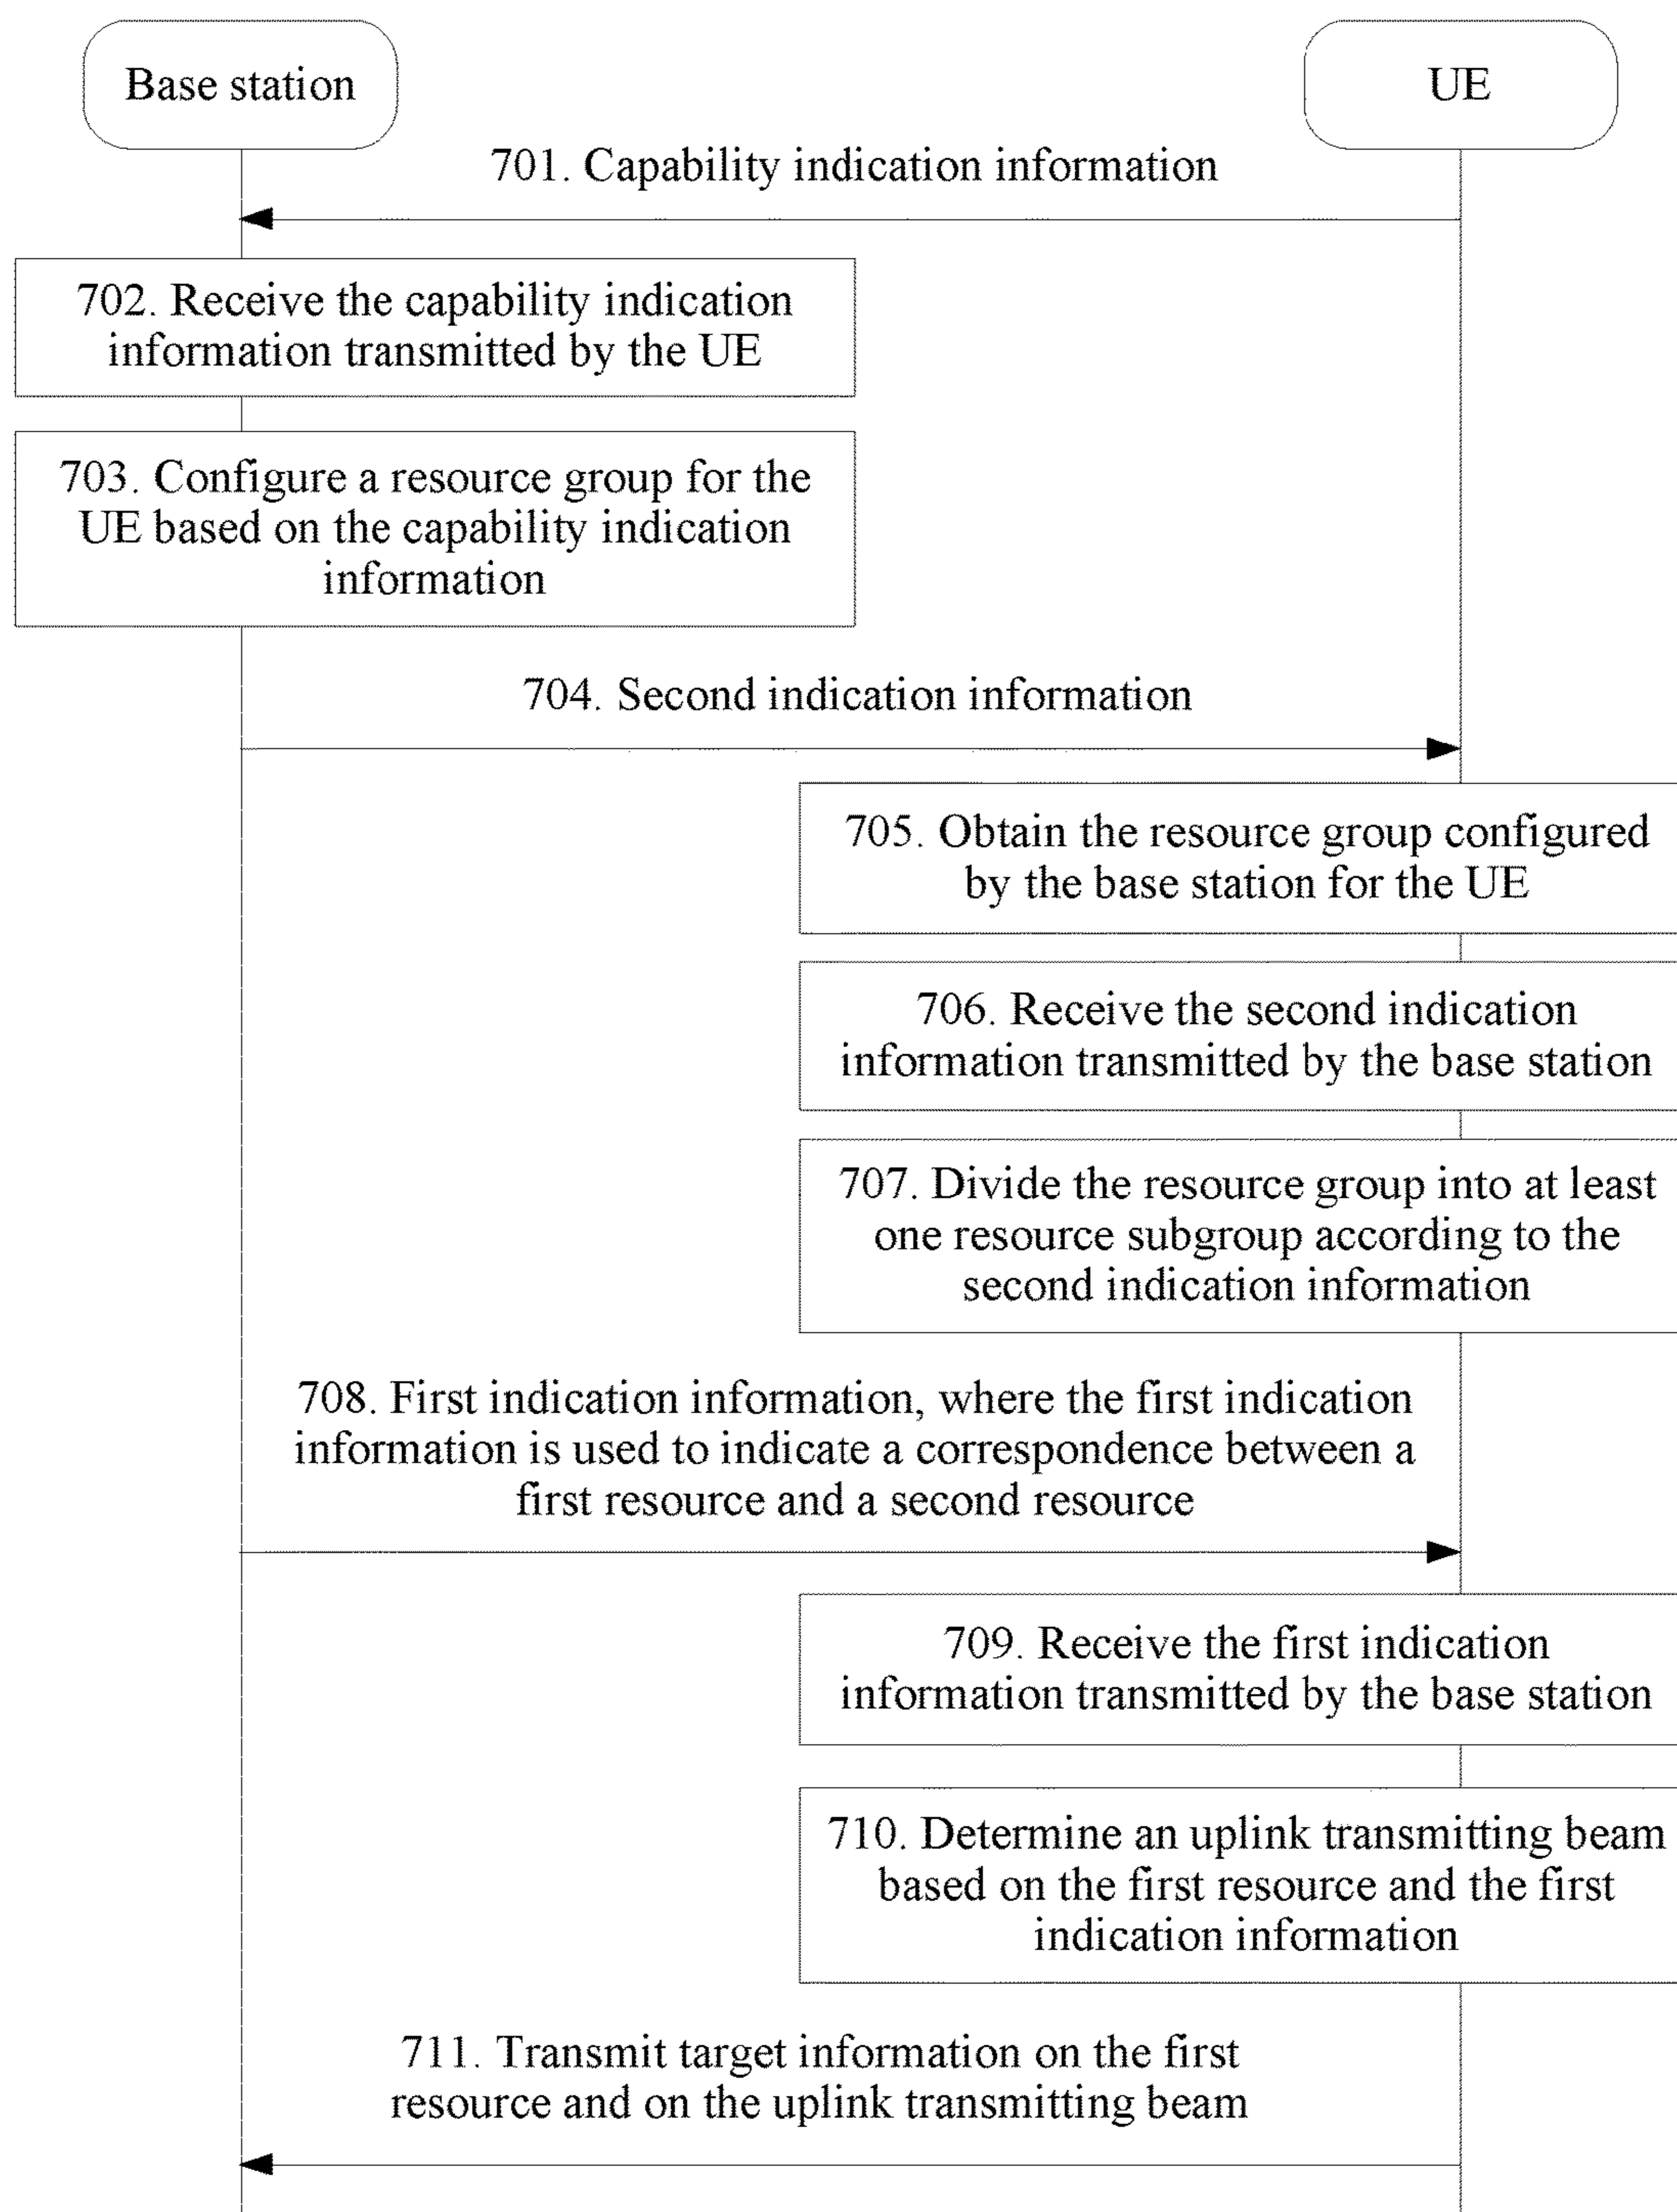 Base station
UE
701. Capability indication information
702. Receive the capability indication
information transmitted by the UE
703. Configure a resource group for the
UE based on the capability indication
information
704. Second indication information
705. Obtain the resource group configured
by the base station for the UE
706. Receive the second indication
information transmitted by the base station
707. Divide the resource group into at least
one resource subgroup according to the
second indication information
708. First indication information, where the first indication
information is used to indicate a correspondence between a
first resource and a second resource
709. Receive the first indication
information transmitted by the base station
710. Determine an uplink transmitting beam
based on the first resource and the first
indication information
711. Transmit target information on the first
resource and on the uplink transmitting beam